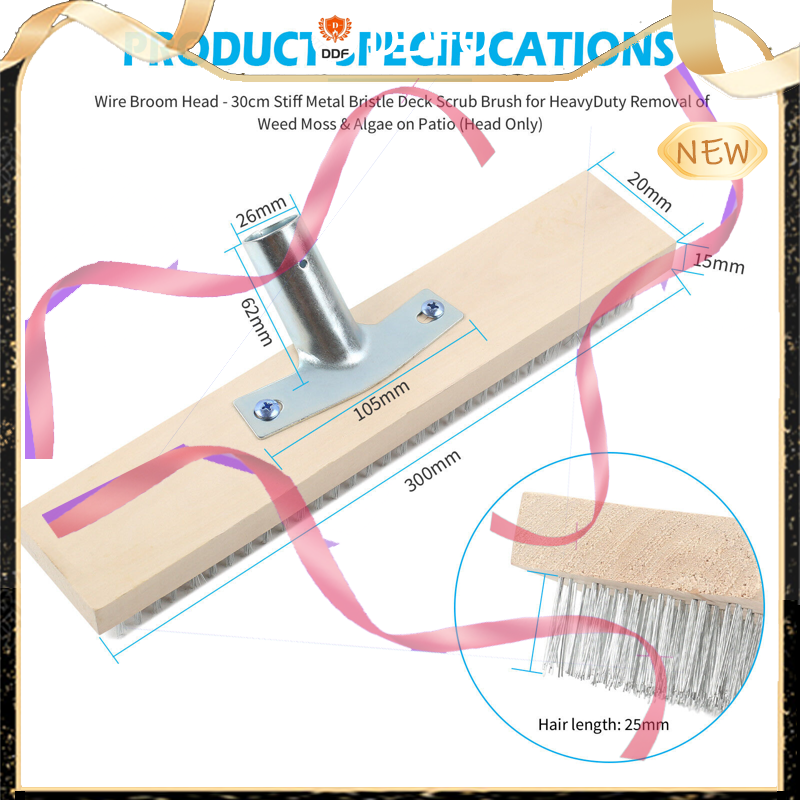 PRODUCT SPECIFICATIONS
DDF
Wire Broom Head - 30cm Stiff Metal Bristle Deck Scrub Brush for HeavyDuty Removal of
Weed Moss & Algae on Patio (Head Only)
NEW
26mm
20mm
15mm
62mm
105mm
300mm
Hair length: 25mm